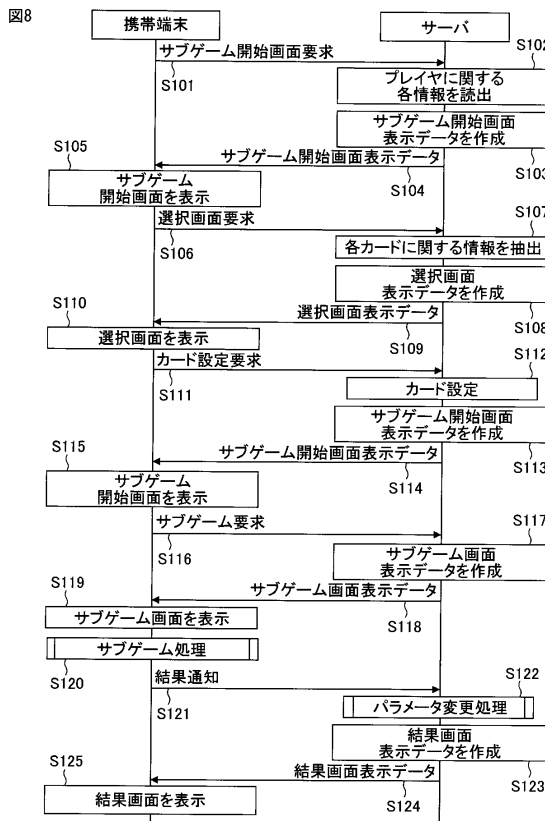 図8
携帯端末
サーバ
サブゲーム開始画面要求
S101
S102
プレイヤに関する
各情報を読出
サブゲーム開始画面
表示データを作成
S103
サブゲーム開始画面表示データ
S104
S105
サブゲーム
開始画面を表示
選択画面要求
S106
S107
各カードに関する情報を抽出
選択画面
表示データを作成
S108
選択画面表示データ
S109
S110
選択画面を表示
カード設定要求
S111
S112
カード設定
サブゲーム開始画面
表示データを作成
S113
サブゲーム開始画面表示データ
S114
S115
サブゲーム
開始画面を表示
サブゲーム要求
S116
S117
サブゲーム画面
表示データを作成
サブゲーム画面表示データ
S118
S119
サブゲーム画面を表示
サブゲーム処理
S120
結果通知
S121
S122
パラメータ変更処理
結果画面
表示データを作成
S123
結果画面表示データ
S124
S125
結果画面を表示